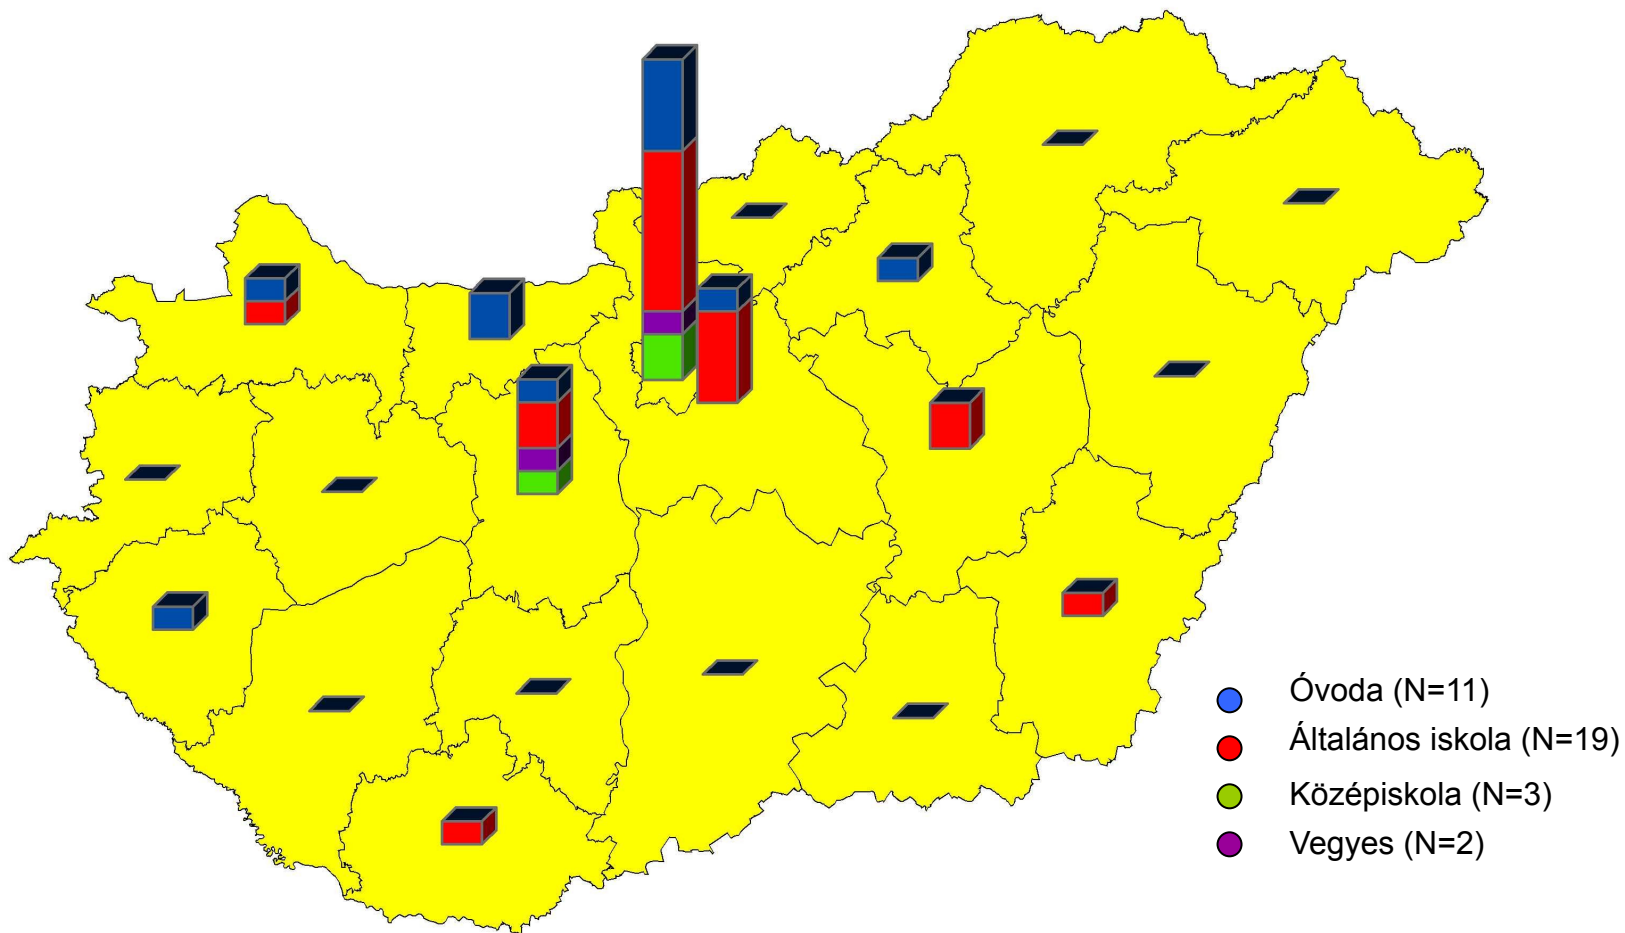 Óvoda (N=11)
Általános iskola (N=19)
Középiskola (N=3)
Vegyes (N=2)